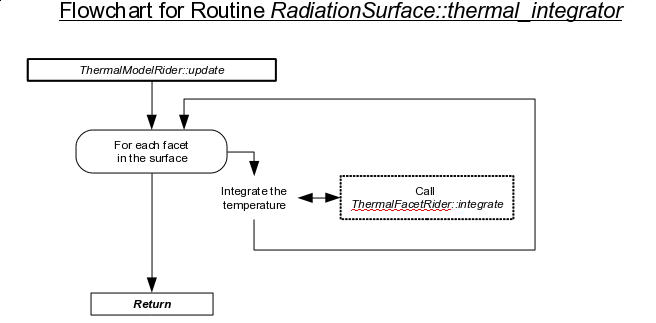 Flowchart for Routine RadiationSurface::thermal_integrator
ThermalModelRider::update
For each facet
in the surface
Integrate the
temperature
Call
ThermalFacetRider::integrate
Return